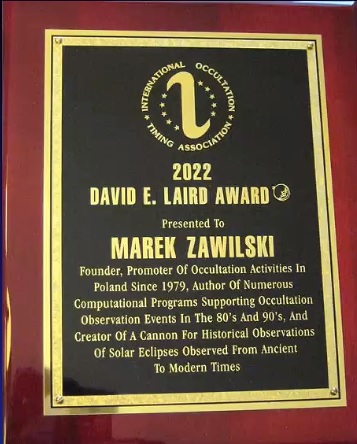 INTERNATIONAL OCCULTATION
TIMING ASSOCIATION
2022
DAVID E. LAIRD AWARD
Presented To
MAREK ZAWILSKI
Founder, Promoter Of Occultation Activities In
Poland Since 1979, Author Of Numerous
Computational Programs Supporting Occultation
Observation Events In The 80's And 90's, And
Creator Of A Cannon For Historical Observations
Of Solar Eclipses Observed From Ancient
To Modern Times